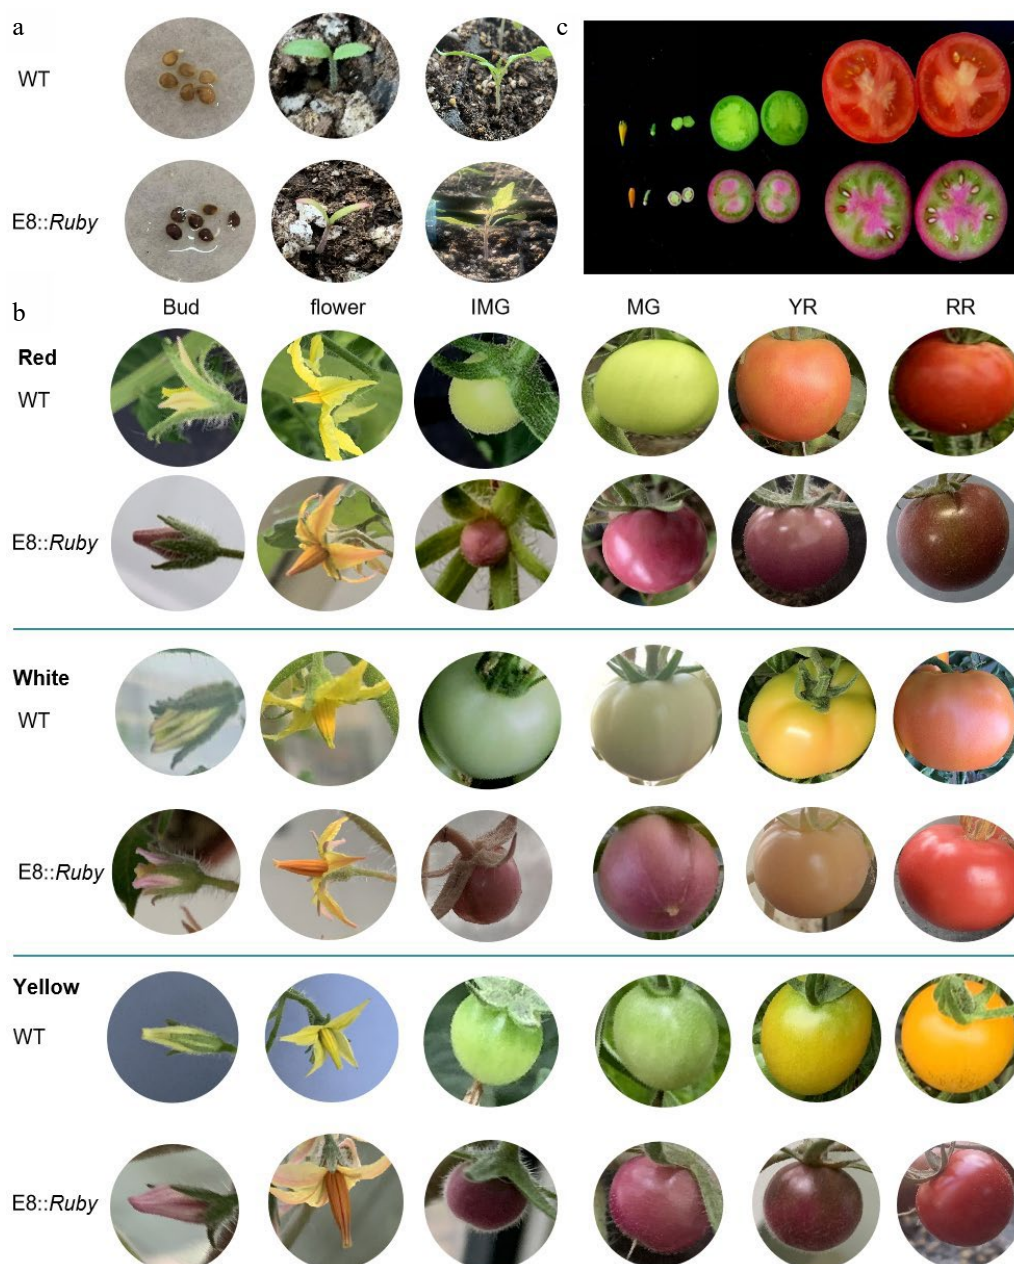 a
WT
E8::Ruby
c
b
Bud flower IMG MG YR RR
Red
WT
E8::Ruby
White
WT
E8::Ruby
Yellow
WT
E8::Ruby